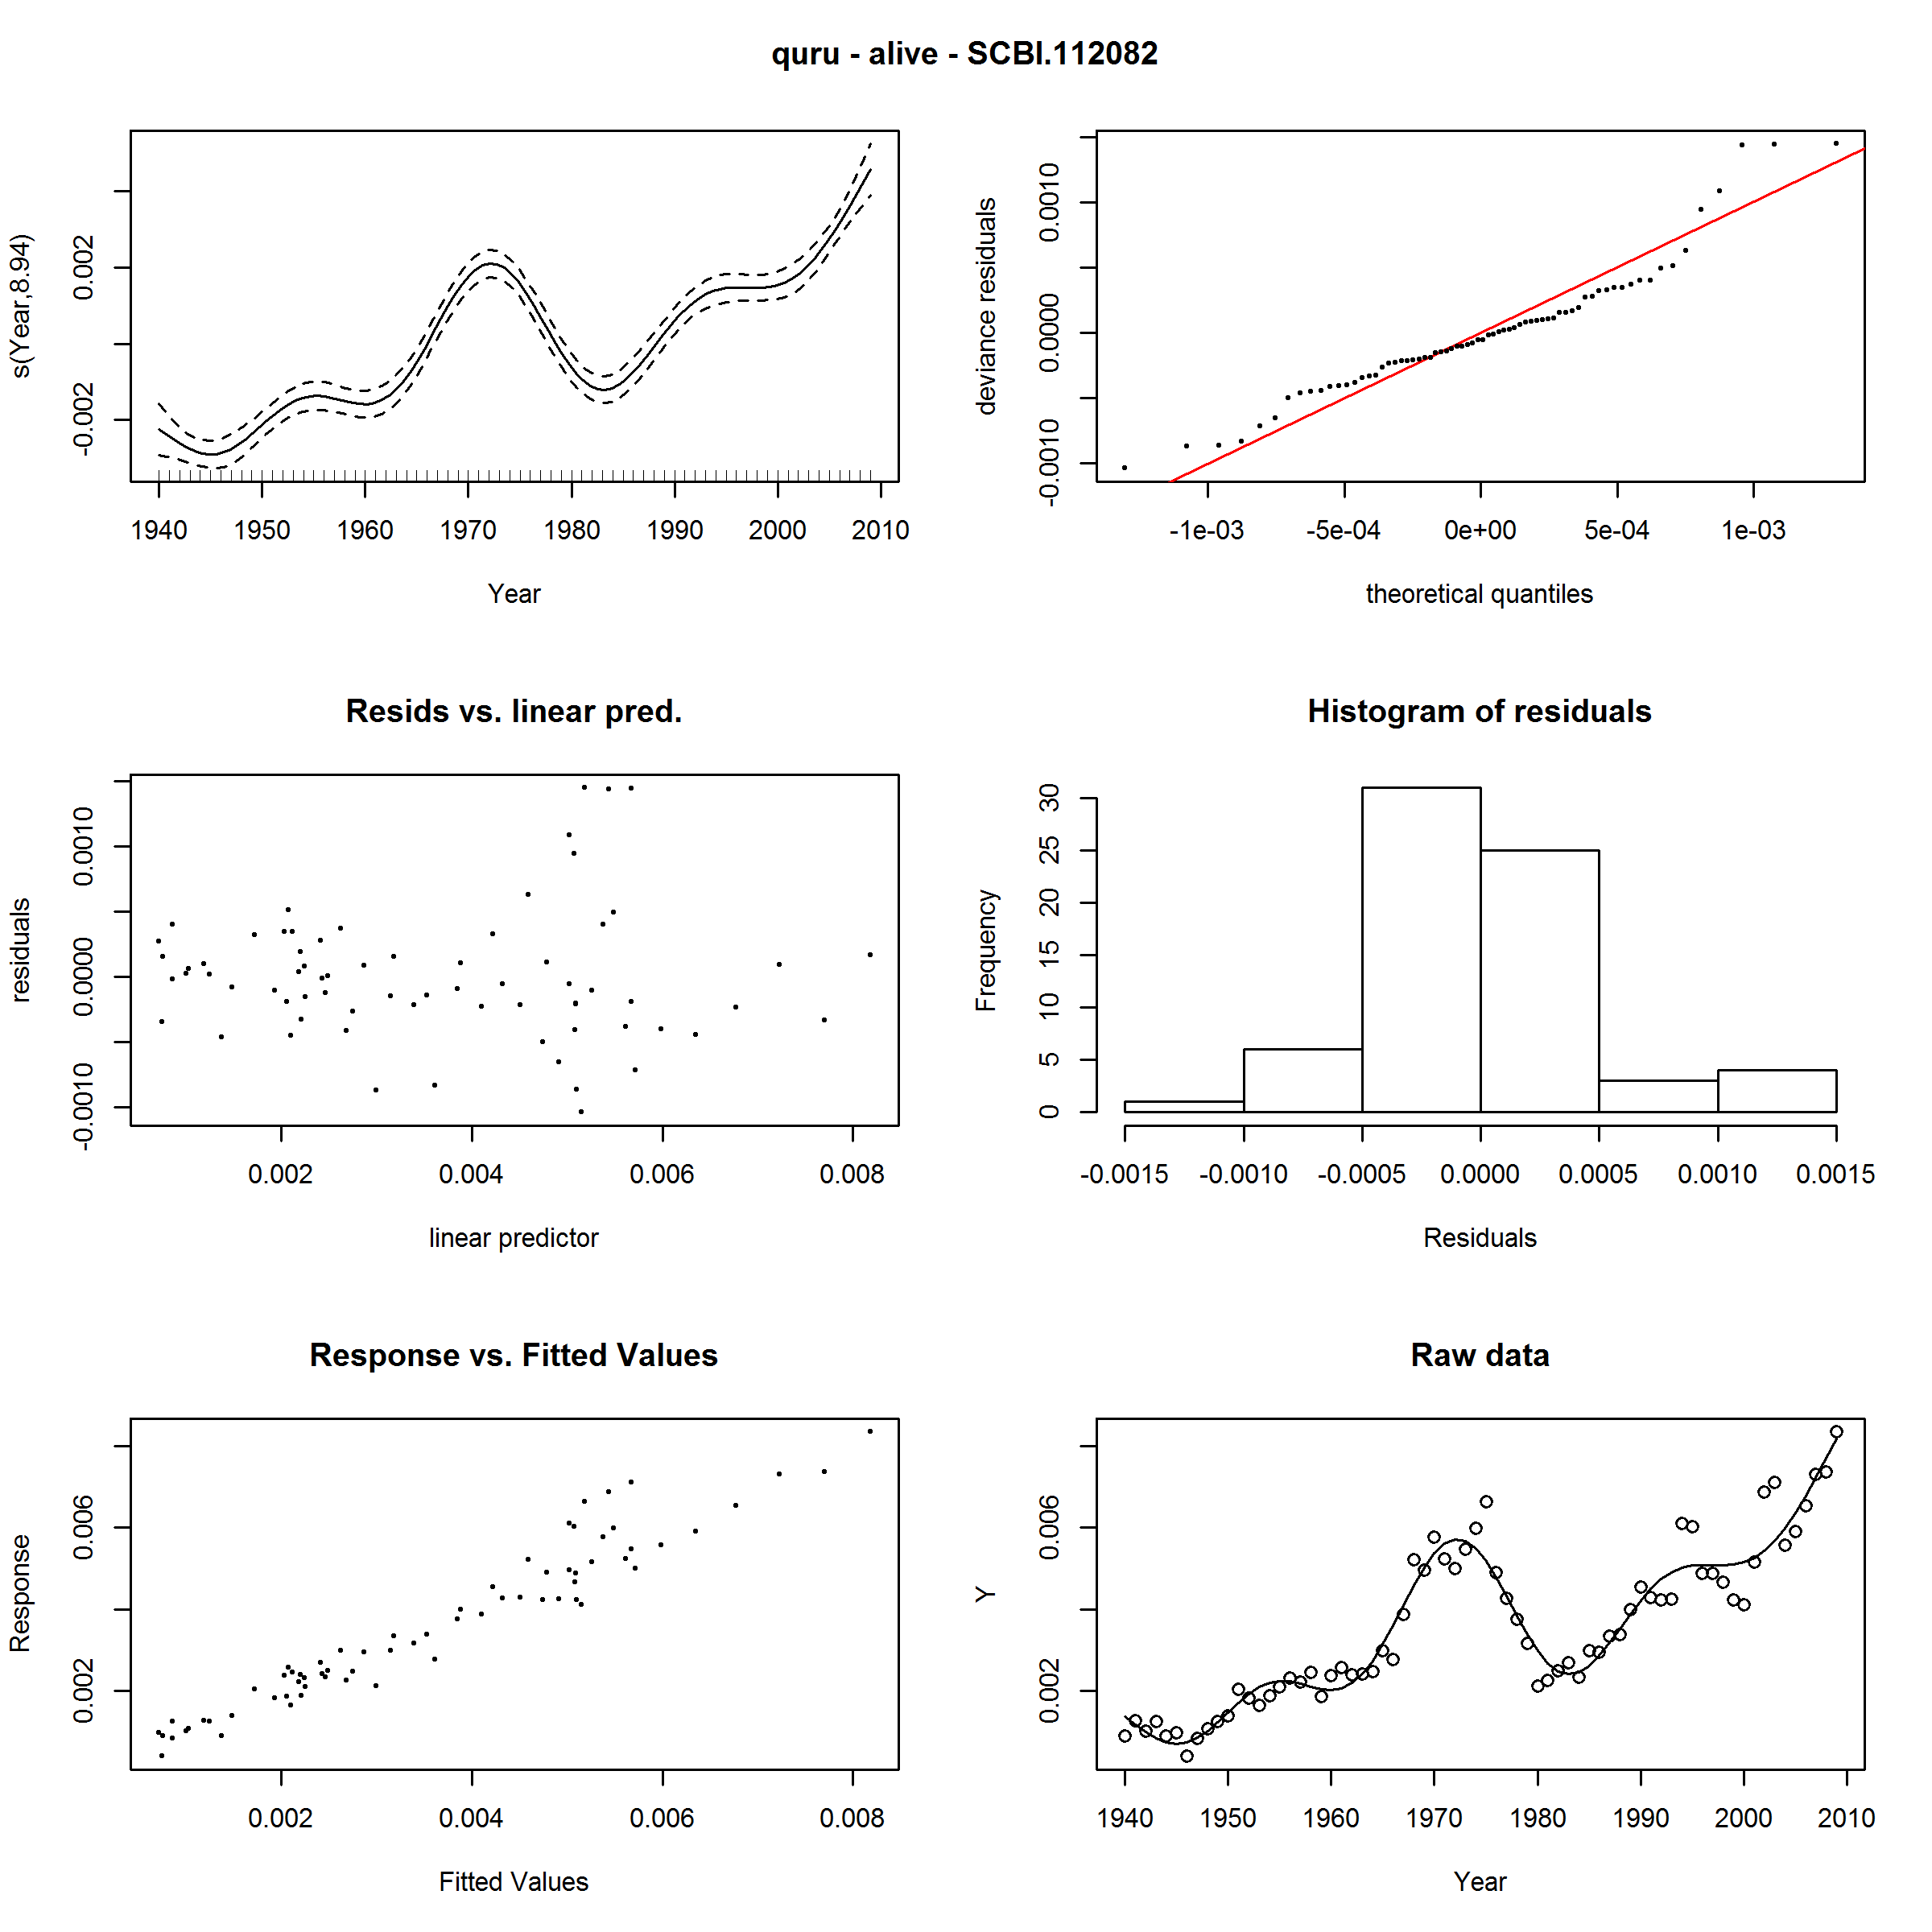 quru - alive - SCBI.112082
s(Year,8.94)
-0.002 0.002
1940 1950 1960 1970 1980 1990 2000 2010
Year
deviance residuals
-0.0010 0.0000 0.0010
-1e-03 -5e-04 0e+00 5e-04 1e-03
theoretical quantiles
Resids vs. linear pred.
residuals
-0.0010 0.0000 0.0010
0.002 0.004 0.006 0.008
linear predictor
Histogram of residuals
Frequency
0 5 10 15 20 25 30
-0.0015 -0.0010 -0.0005 0.0000 0.0005 0.0010 0.0015
Residuals
Response vs. Fitted Values
Response
0.002 0.006
0.002 0.004 0.006 0.008
Fitted Values
Raw data
Y
0.002 0.006
1940 1950 1960 1970 1980 1990 2000 2010
Year